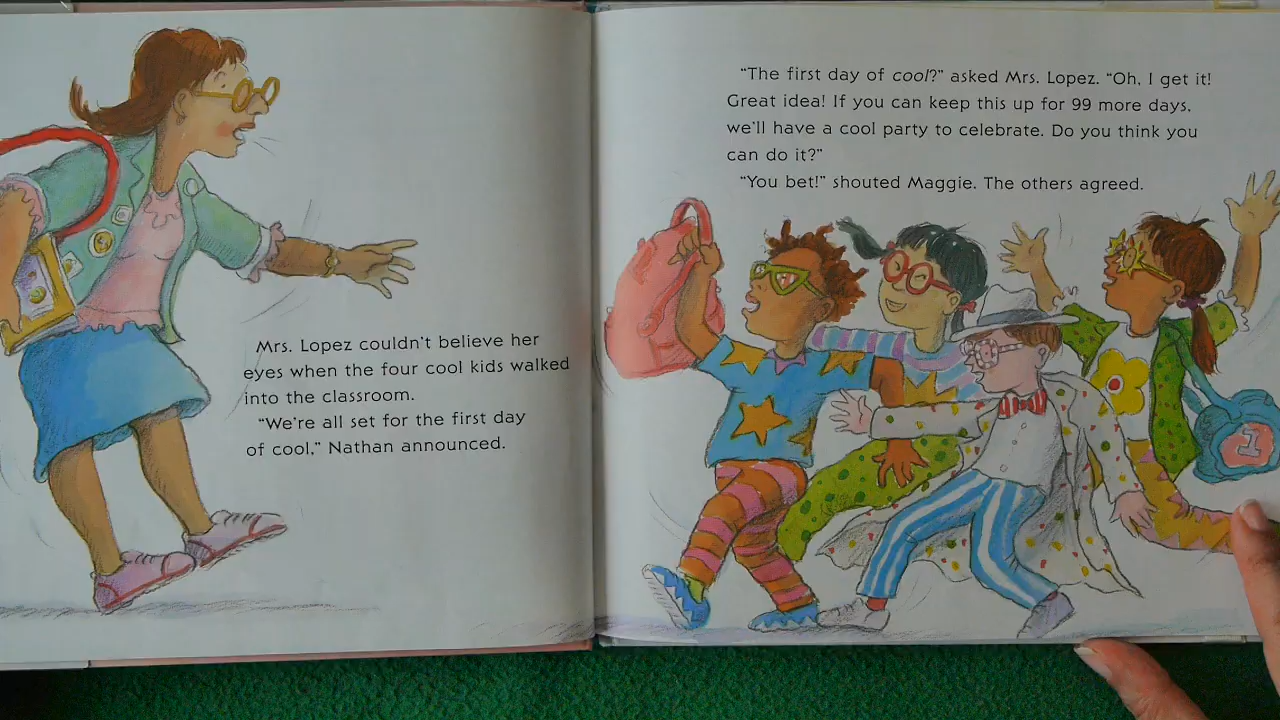 Mrs. Lopez couldn't believe her
eyes when the four cool kids walked
into the classroom.
"We're all set for the first day
of cool," Nathan announced.
"The first day of cool?" asked Mrs. Lopez. "Oh, I get it!
Great idea! If you can keep this up for 99 more days,
we'll have a cool party to celebrate. Do you think you
can do it?"
"You bet!" shouted Maggie. The others agreed.
1